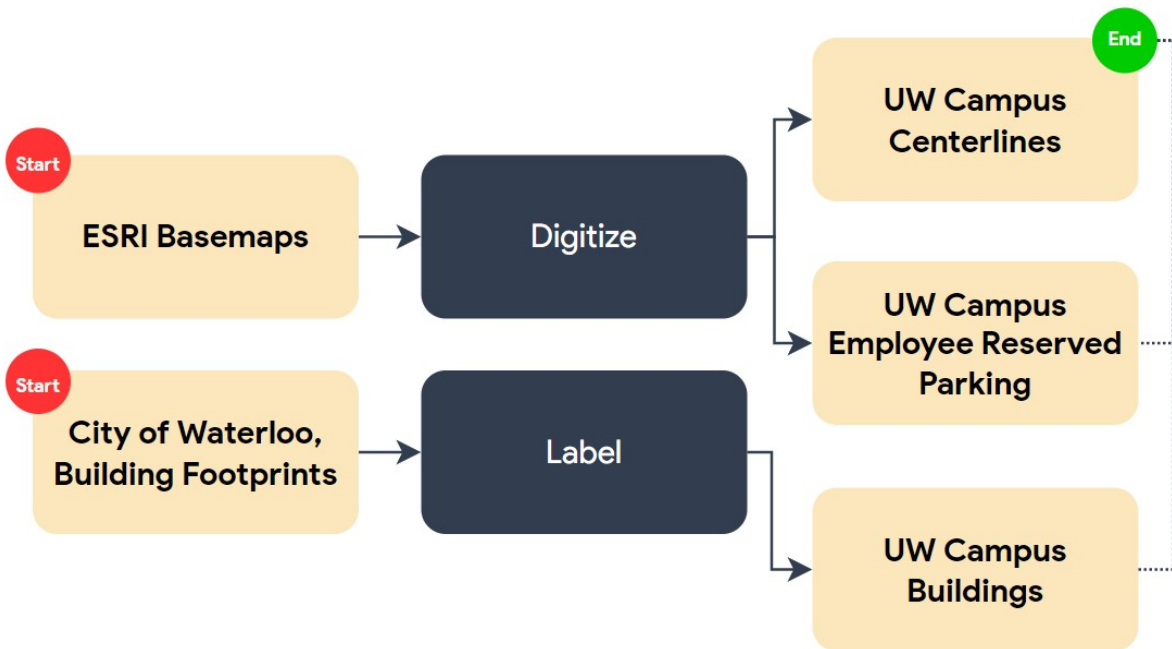 Start
ESRI Basemaps
Digitize
End
UW Campus
Centerlines
UW Campus
Employee Reserved
Parking
Start
City of Waterloo,
Building Footprints
Label
UW Campus
Buildings